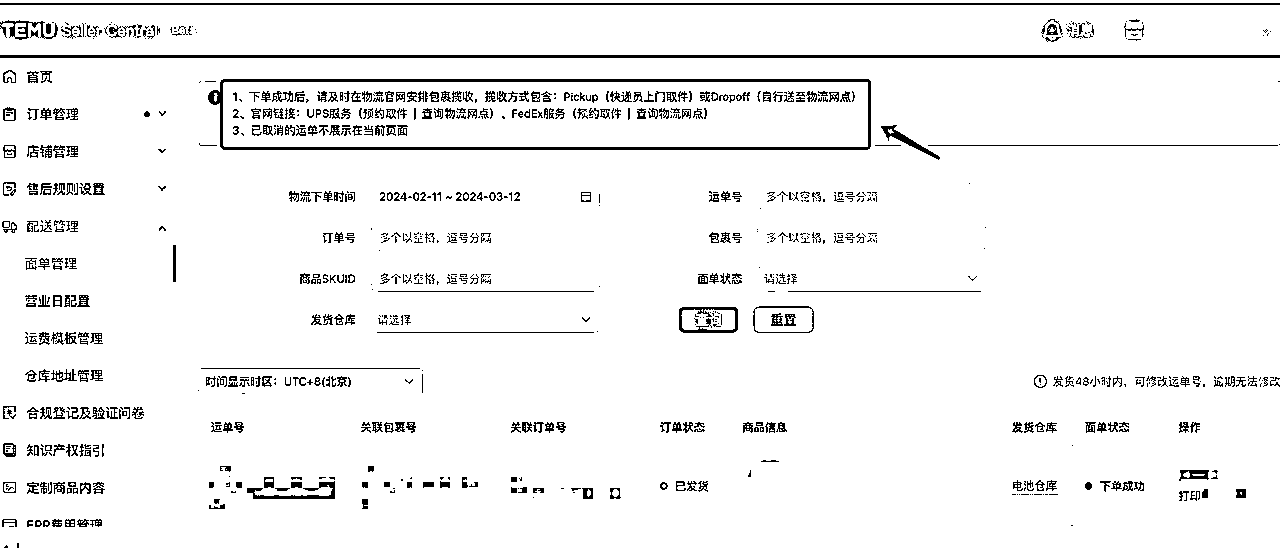 TEMU Seller Central
消息
首页
订单管理
店铺管理
售后规则设置
配送管理
面单管理
营业日配置
运费模板管理
仓库地址管理
合规登记及验证问卷
知识产权指引
定制商品内容
ERP费用管理
1、下单成功后，请及时在物流官网安排包裹揽收，揽收方式包含：Pickup（快递员上门取件）或Dropoff（自行送至物流网点）
2、官网链接：UPS服务（预约取件 | 查询物流网点）、FedEx服务（预约取件 | 查询物流网点）
3、已取消的运单不展示在当前页面
物流下单时间 2024-02-11 ~ 2024-03-12 运单号 多个以空格，逗号分隔
订单号 多个以空格，逗号分隔 包裹号 多个以空格，逗号分隔
商品SKUID 多个以空格，逗号分隔 面单状态 请选择
发货仓库 请选择 查询 重置
时间显示时区：UTC+8(北京) 发货48小时内，可修改运单号，逾期无法修改
运单号 关联包裹号 关联订单号 订单状态 商品信息 发货仓库 面单状态 操作
已发货 电池仓库 下单成功
打印